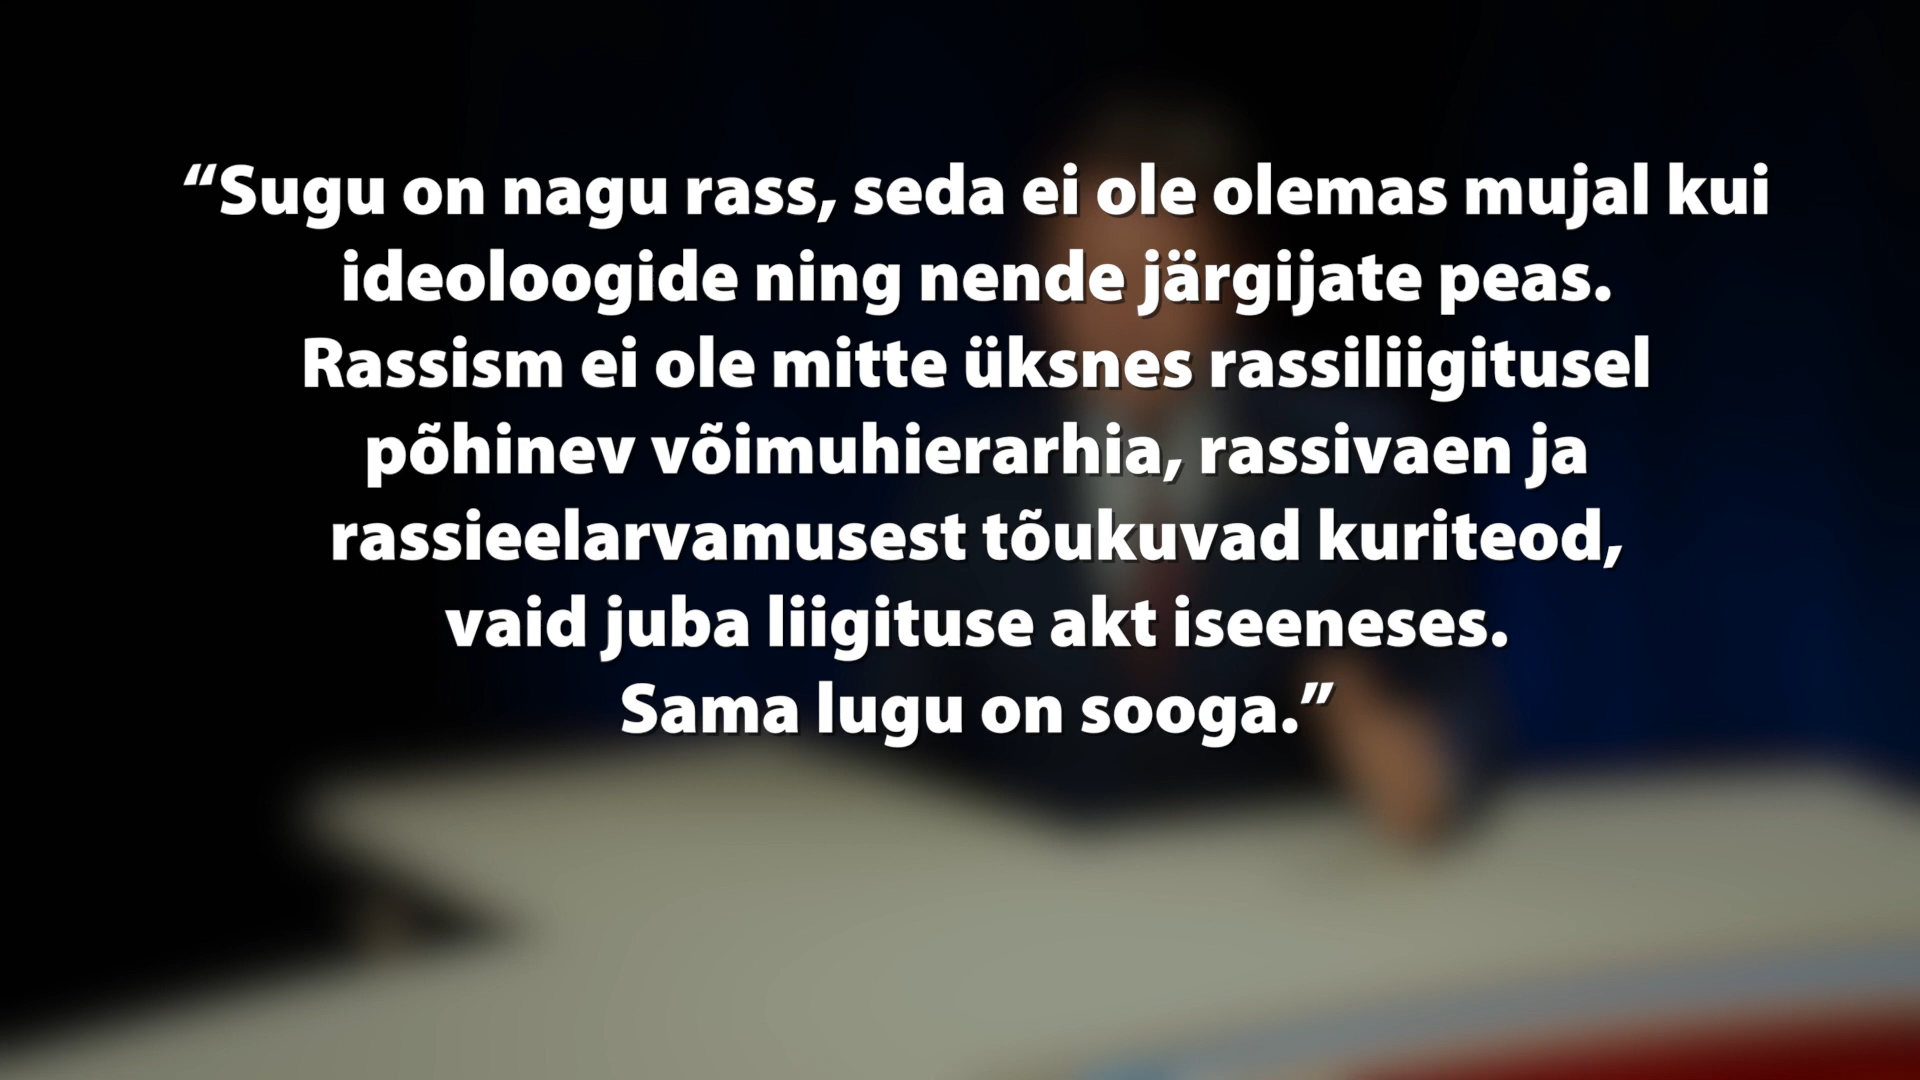 “Sugu on nagu rass, seda ei ole olemas mujal kui
ideoloogide ning nende järgijate peas.
Rassism ei ole mitte üksnes rassiliigitusel
põhinev võimuhierarhia, rassivaen ja
rassieelarvamusest tõukuvad kuriteod,
vaid juba liigituse akt iseeneses.
Sama lugu on sooga.”